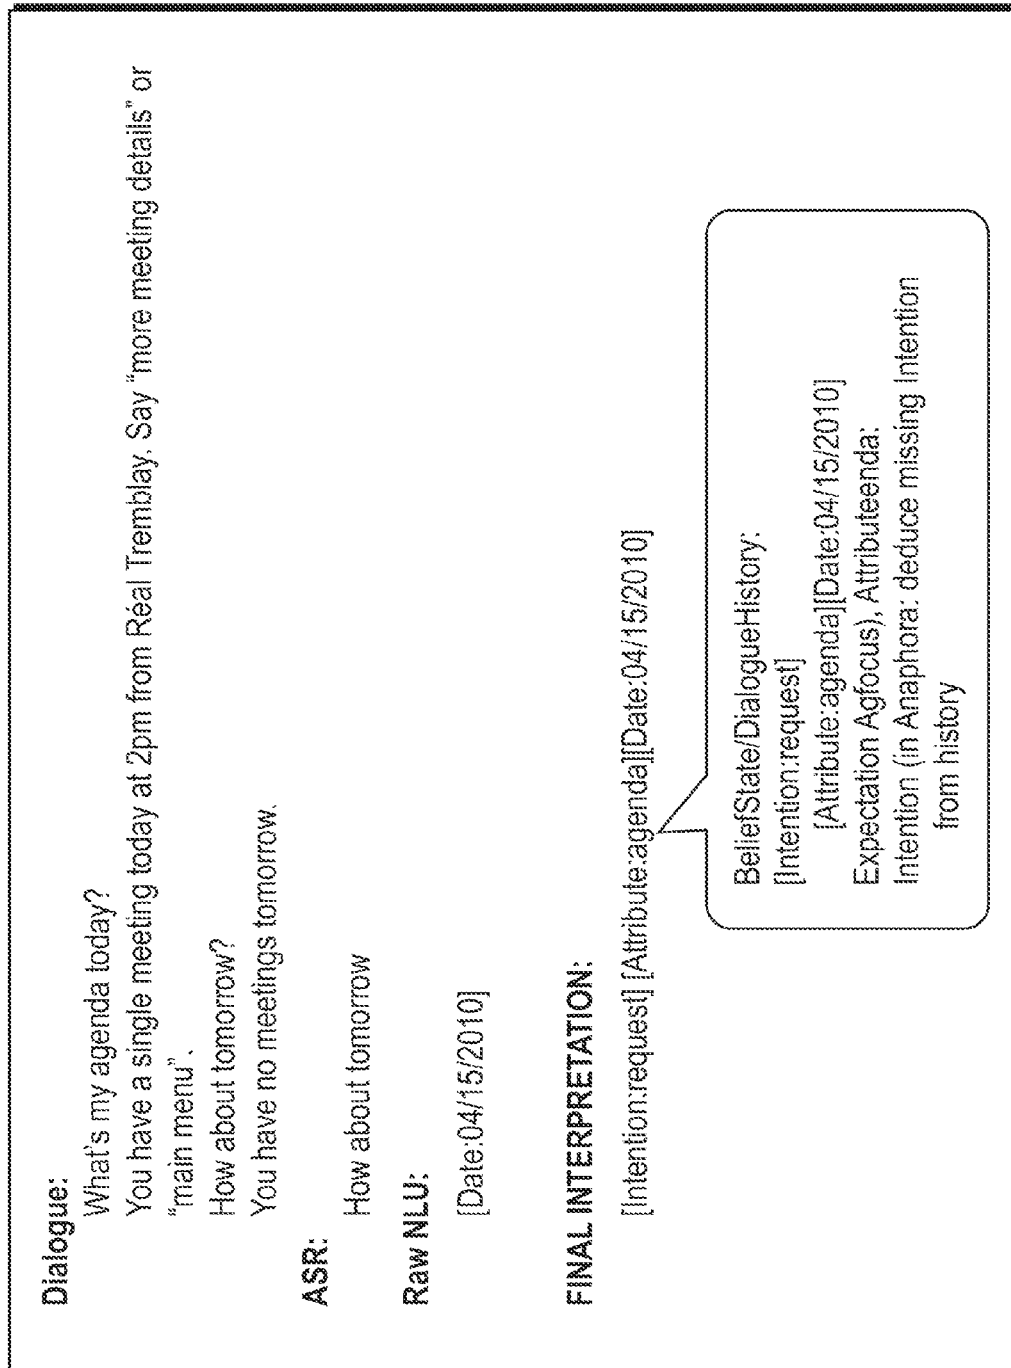 Dialogue:
What's my agenda today?
You have a single meeting today at 2pm from Réal Tremblay. Say "more meeting details" or
"main menu".
How about tomorrow?
You have no meetings tomorrow.
ASR:
How about tomorrow
Raw NLU:
[Date:04/15/2010]
FINAL INTERPRETATION:
[Intention:request] [Attribute:agenda][Date:04/15/2010]
BeliefState/DialogueHistory:
[Intention:request]
[Attribute:agenda][Date:04/15/2010]
Expectation Agfocus), Attributeenda:
Intention (in Anaphora: deduce missing Intention
from history